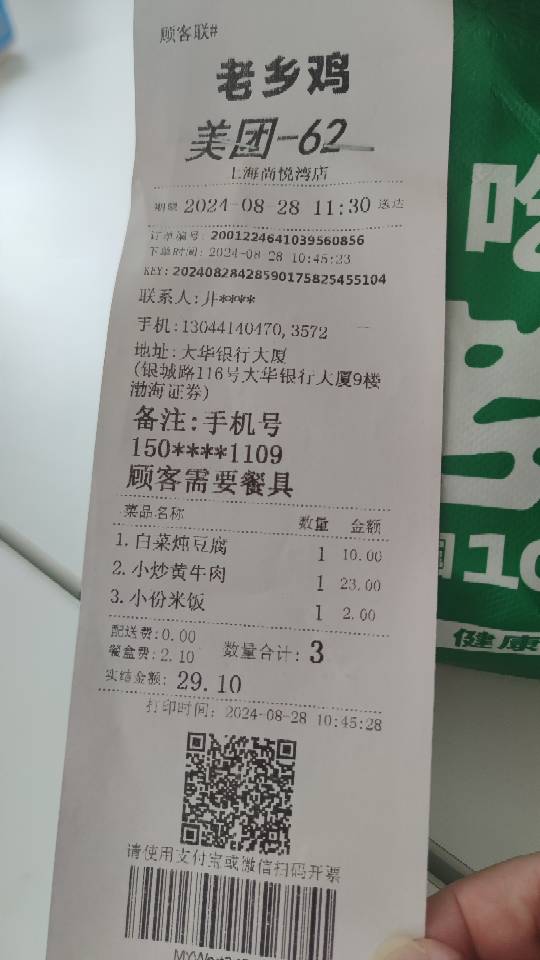 顾客联#
老乡鸡
美团-62
上海尚悦湾店
期望 2024-08-28 11:30 送达
订单编号: 2001224641039560856
下单时间: 2024-08-28 10:45:23
KEY: 20240828428590175825455104
联系人: 井****
手机:13044140470,3572
地址:大华银行大厦
(银城路116号大华银行大厦9楼
渤海证券)
备注:手机号
150****1109
顾客需要餐具
菜品名称 数量 金额
1. 白菜炖豆腐 1 10.00
2. 小炒黄牛肉 1 23.00
3. 小份米饭 1 2.00
配送费: 0.00
餐盒费: 2.10 数量合计: 3
实结金额: 29.10
打印时间: 2024-08-28 10:45:28
请使用支付宝或微信扫码开票
健康